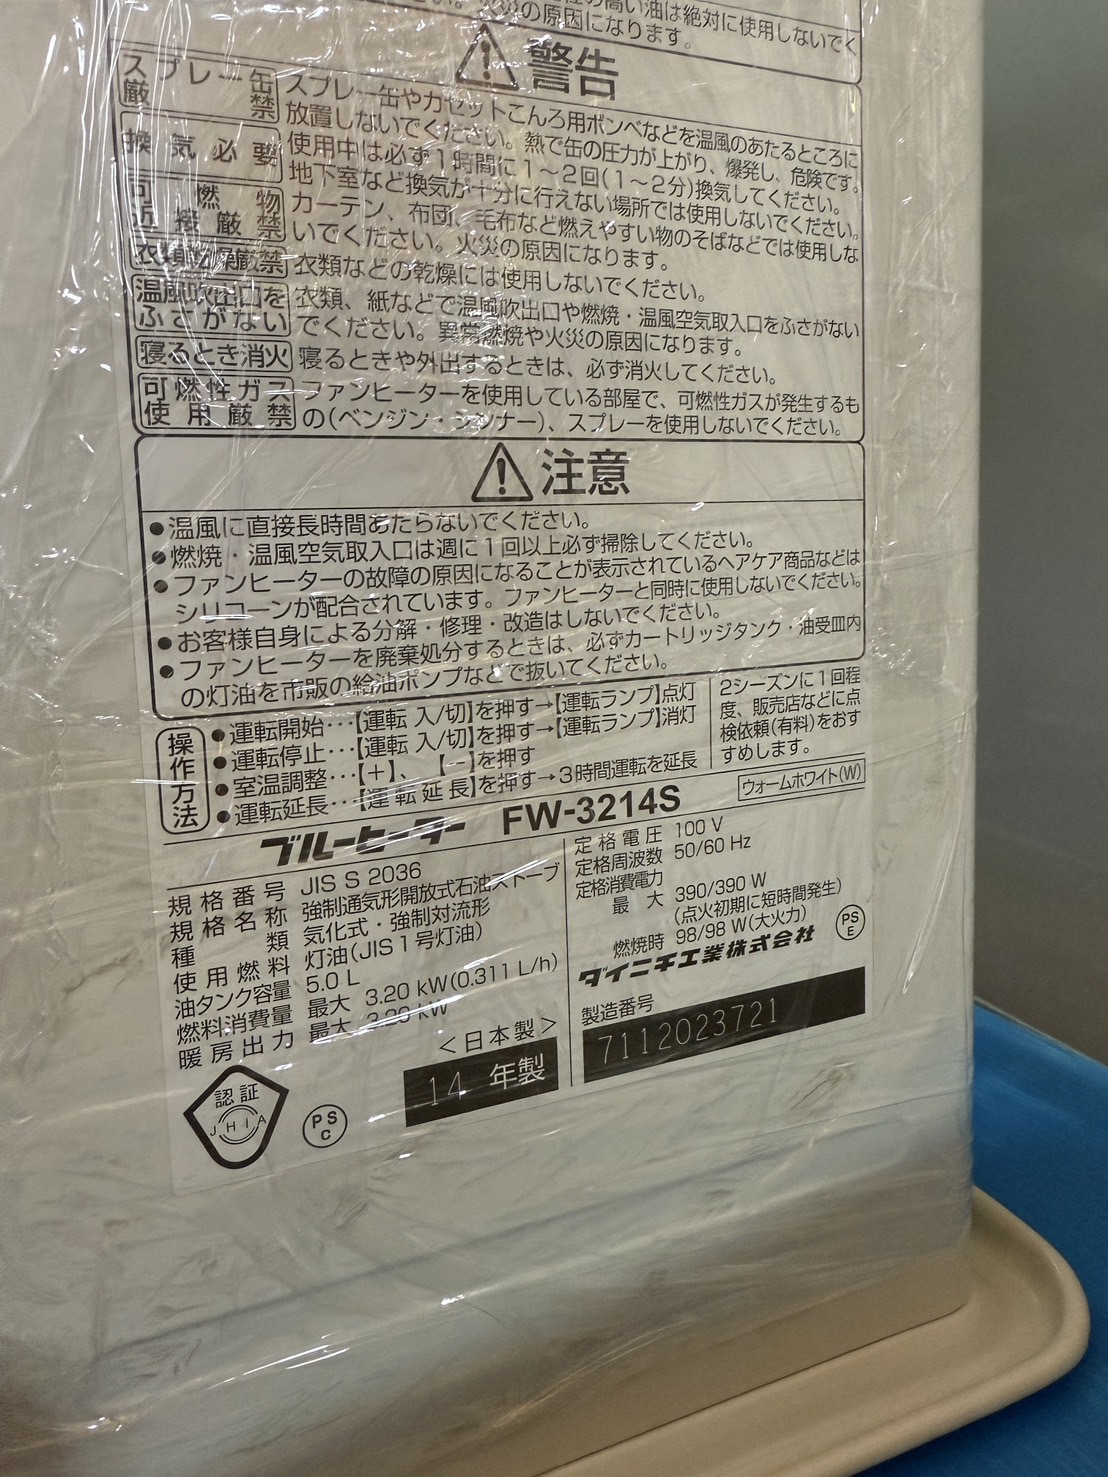 の高い油は絶対に使用しないでく
の原因になります。
警告
スプレー缶
厳禁
スプレー缶やカセットこんろ用ボンベなどを温風のあたるところに
放置しないでください。熱で缶の圧力が上がり、爆発し、危険です。
換気必要
使用中は必ず1時間に1～2回(1～2分)換気してください。
地下室など換気が十分に行えない場所では使用しないでください。
可燃物
近接厳禁
カーテン、布団、毛布など燃えやすい物のそばなどでは使用しな
いでください。火災の原因になります。
衣類乾燥厳禁
衣類などの乾燥には使用しないでください。
温風吹出口を
ふさがない
衣類、紙などで温風吹出口や燃焼・温風空気取入口をふさがない
でください。異常燃焼や火災の原因になります。
寝るとき消火
寝るときや外出するときは、必ず消火してください。
可燃性ガス
使用厳禁
ファンヒーターを使用している部屋で、可燃性ガスが発生するも
の(ベンジン・シンナー)、スプレーを使用しないでください。
注意
●温風に直接長時間あたらないでください。
●燃焼・温風空気取入口は週に1回以上必ず掃除してください。
●ファンヒーターの故障の原因になることが表示されているヘアケア商品などは
シリコーンが配合されています。ファンヒーターと同時に使用しないでください。
●お客様自身による分解・修理・改造はしないでください。
●ファンヒーターを廃棄処分するときは、必ずカートリッジタンク・油受皿内
の灯油を市販の給油ポンプなどで抜いてください。
操作方法
●運転開始…【運転 入/切】を押す→【運転ランプ】点灯
●運転停止…【運転 入/切】を押す→【運転ランプ】消灯
●室温調整…【+】、【−】を押す
●運転延長…【運転延長】を押す→3時間運転を延長
2シーズンに1回程
度、販売店などに点
検依頼(有料)をおす
すめします。
ウォームホワイト(W)
ブルーヒーター FW-3214S
規格番号 JIS S 2036
規格名称 強制通気形開放式石油ストーブ
種類 気化式・強制対流形
使用燃料 灯油(JIS1号灯油)
油タンク容量 5.0 L
燃料消費量 最大 3.20 kW(0.311 L/h)
暖房出力 最大 3.20 kW
定格電圧 100 V
定格周波数 50/60 Hz
定格消費電力
最大 390/390 W
(点火初期に短時間発生)
燃焼時 98/98 W(大火力)
PS
E
ダイニチ工業株式会社
<日本製>
14 年製
製造番号
7112023721
認証
JHIA
PS
C